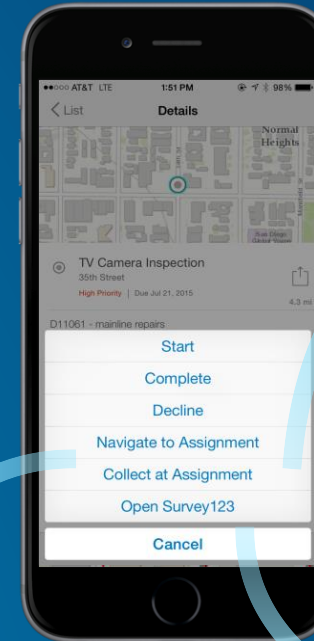 AT&T LTE 1:51 PM 98%
List Details
Normal
Heights
TV Camera Inspection
35th Street
High Priority | Due Jul 21, 2015
4.3 mi
D11061 - mainline repairs
Start
Complete
Decline
Navigate to Assignment
Collect at Assignment
Open Survey123
Cancel